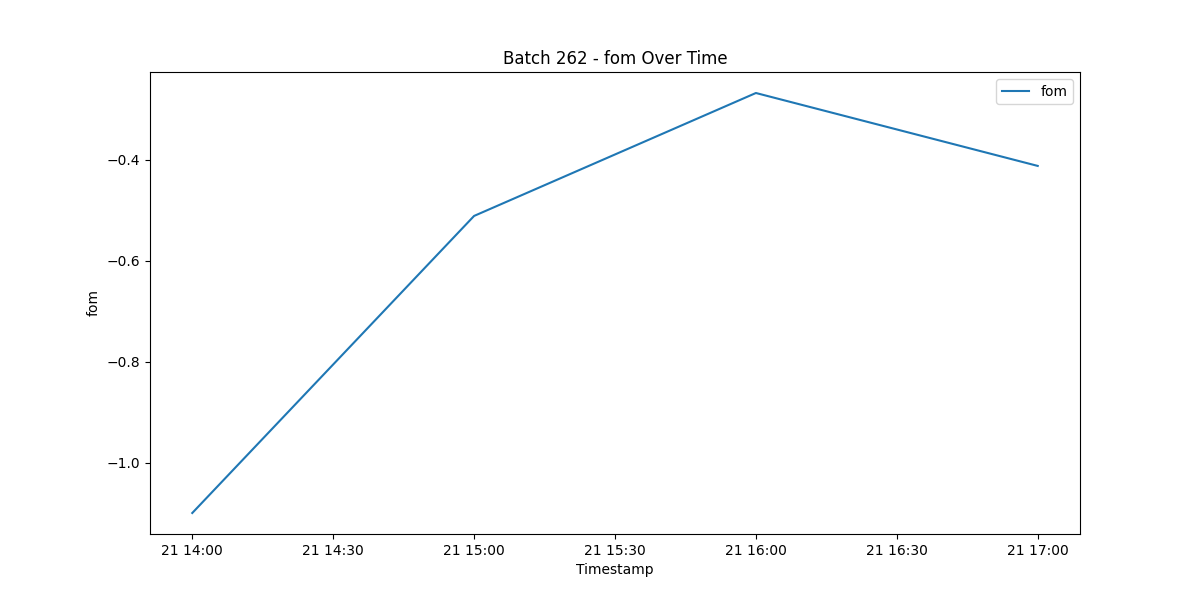 Batch 262 - fom Over Time
fom
fom
−0.4
−0.6
−0.8
−1.0
21 14:00
21 14:30
21 15:00
21 15:30
21 16:00
21 16:30
21 17:00
Timestamp